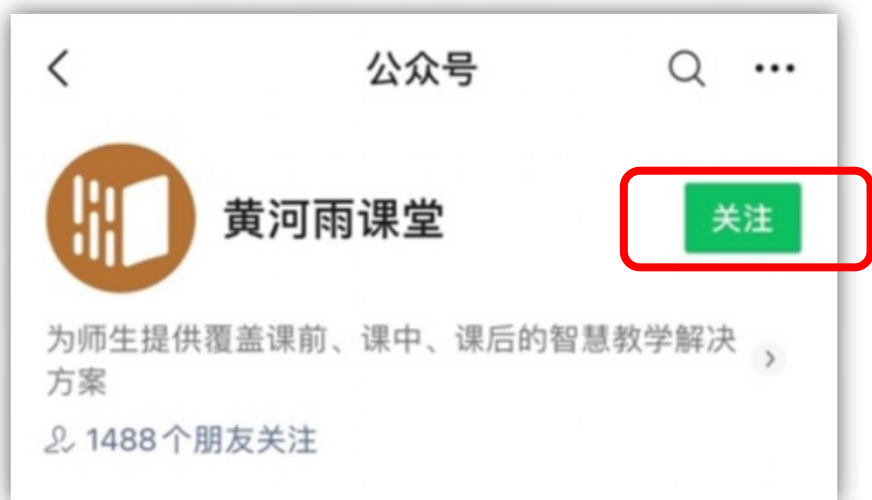 公众号
黄河雨课堂
关注
为师生提供覆盖课前、课中、课后的智慧教学解决
方案
1488个朋友关注